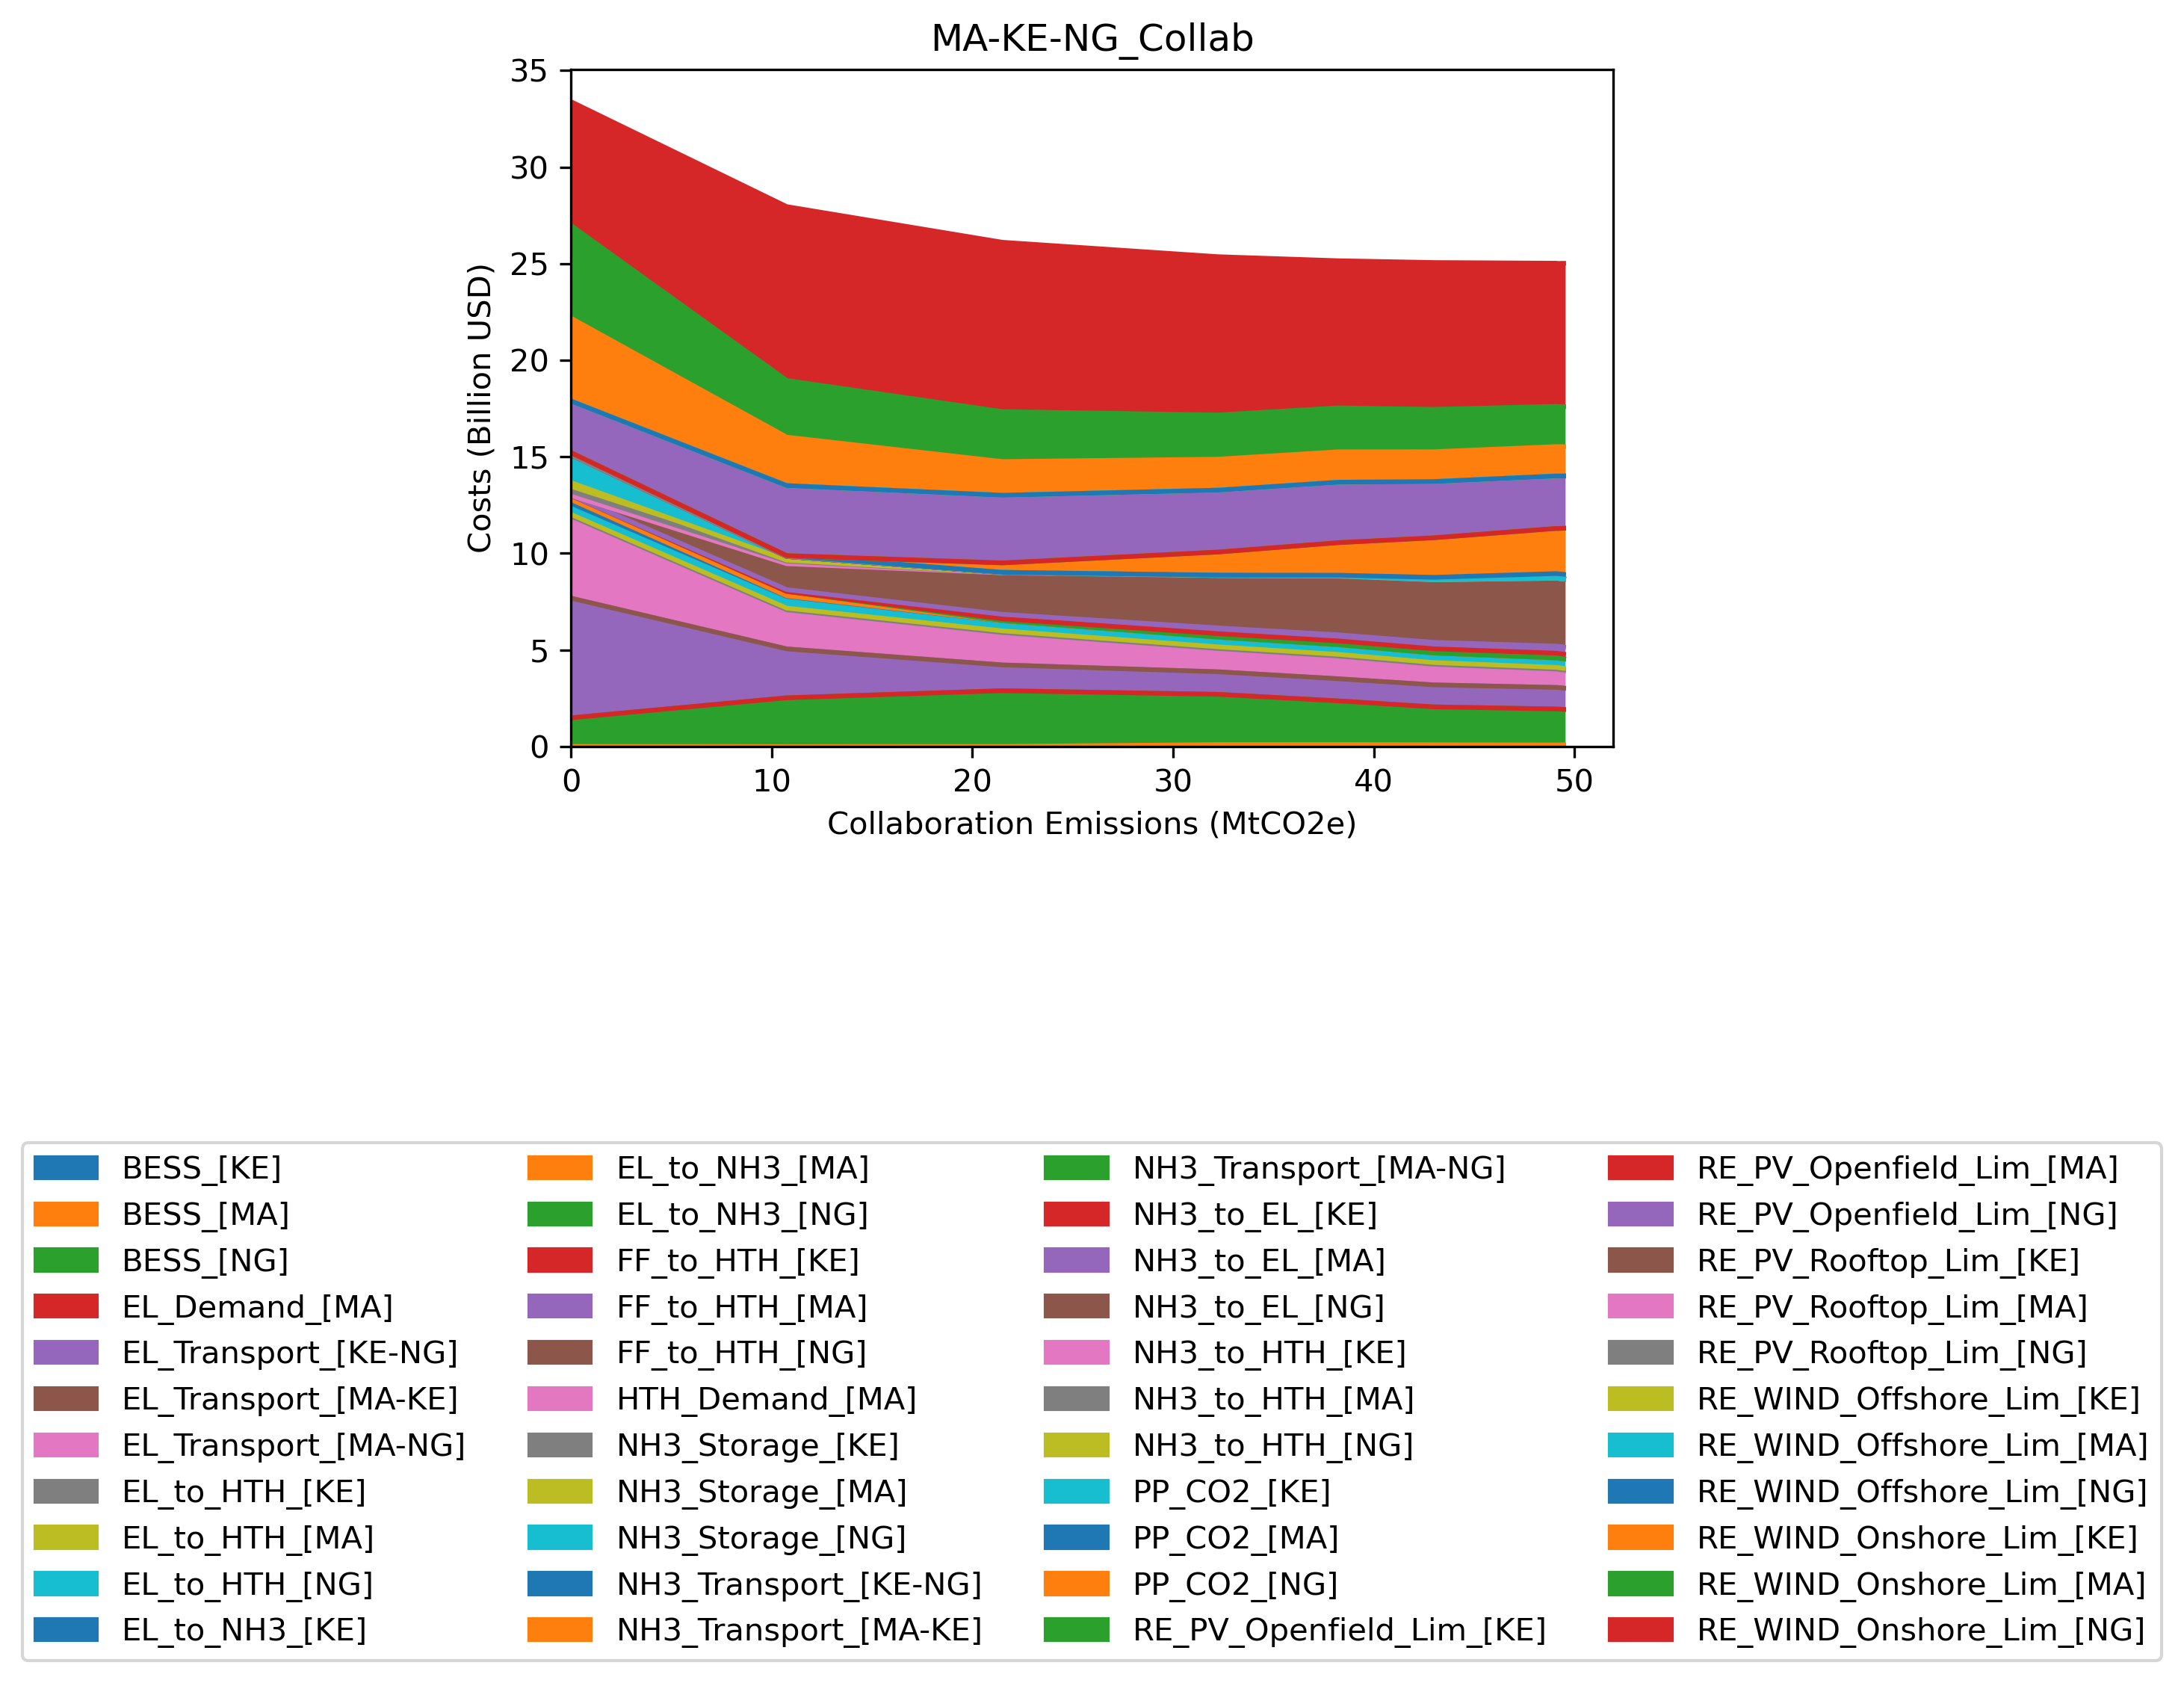 MA-KE-NG_Collab
35
30
25
20
15
10
5
0
Costs (Billion USD)
0 10 20 30 40 50
Collaboration Emissions (MtCO2e)
BESS_[KE]
BESS_[MA]
BESS_[NG]
EL_Demand_[MA]
EL_Transport_[KE-NG]
EL_Transport_[MA-KE]
EL_Transport_[MA-NG]
EL_to_HTH_[KE]
EL_to_HTH_[MA]
EL_to_HTH_[NG]
EL_to_NH3_[KE]
EL_to_NH3_[MA]
EL_to_NH3_[NG]
FF_to_HTH_[KE]
FF_to_HTH_[MA]
FF_to_HTH_[NG]
HTH_Demand_[MA]
NH3_Storage_[KE]
NH3_Storage_[MA]
NH3_Storage_[NG]
NH3_Transport_[KE-NG]
NH3_Transport_[MA-KE]
NH3_Transport_[MA-NG]
NH3_to_EL_[KE]
NH3_to_EL_[MA]
NH3_to_EL_[NG]
NH3_to_HTH_[KE]
NH3_to_HTH_[MA]
NH3_to_HTH_[NG]
PP_CO2_[KE]
PP_CO2_[MA]
PP_CO2_[NG]
RE_PV_Openfield_Lim_[KE]
RE_PV_Openfield_Lim_[MA]
RE_PV_Openfield_Lim_[NG]
RE_PV_Rooftop_Lim_[KE]
RE_PV_Rooftop_Lim_[MA]
RE_PV_Rooftop_Lim_[NG]
RE_WIND_Offshore_Lim_[KE]
RE_WIND_Offshore_Lim_[MA]
RE_WIND_Offshore_Lim_[NG]
RE_WIND_Onshore_Lim_[KE]
RE_WIND_Onshore_Lim_[MA]
RE_WIND_Onshore_Lim_[NG]